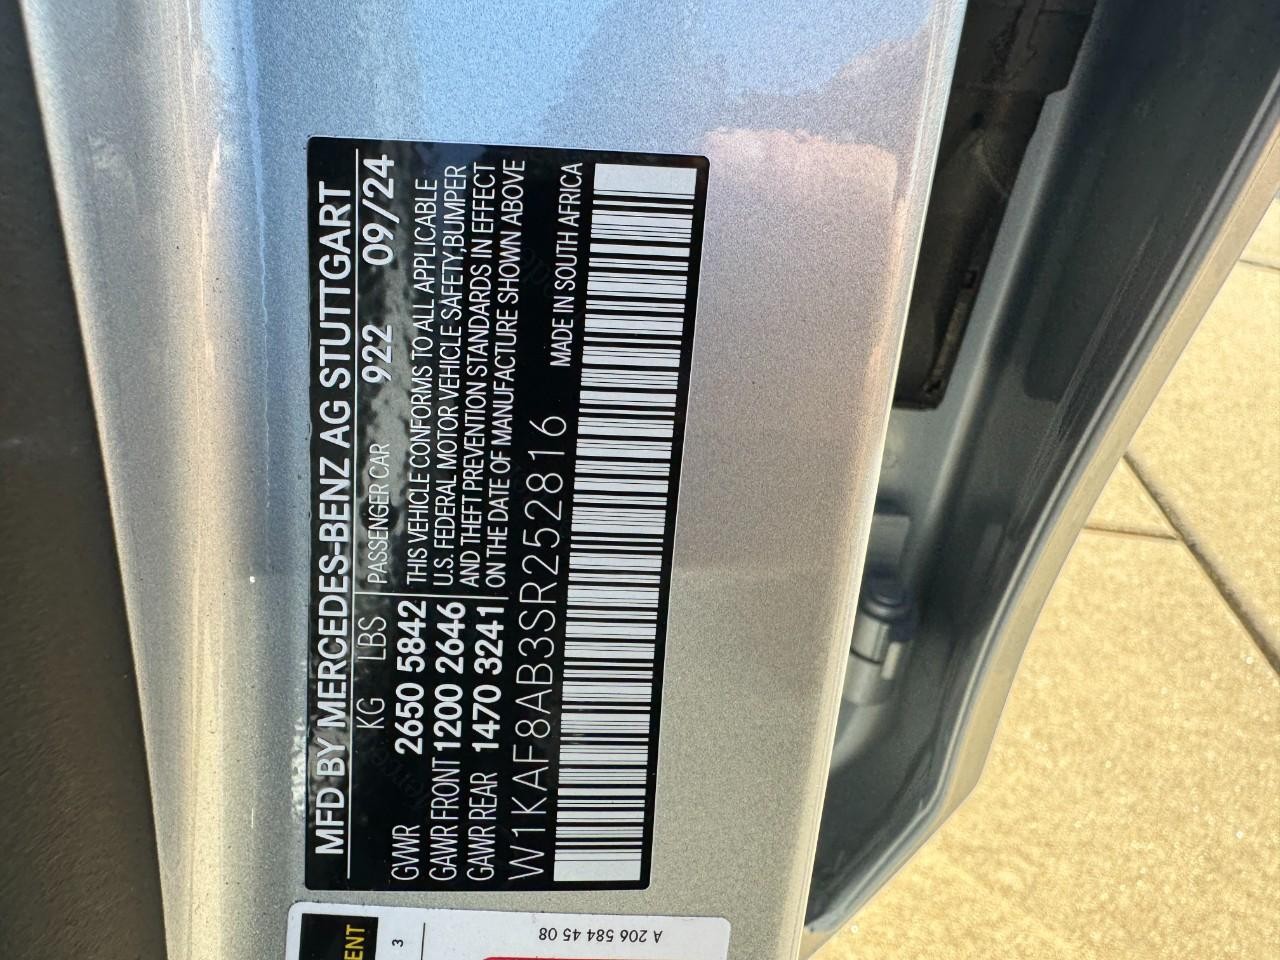 MFD BY MERCEDES-BENZ AG STUTTGART
KG LBS PASSENGER CAR 922 09/24
GVWR 2650 5842
GAWR FRONT 1200 2646
GAWR REAR 1470 3241
THIS VEHICLE CONFORMS TO ALL APPLICABLE
U.S. FEDERAL MOTOR VEHICLE SAFETY,BUMPER
AND THEFT PREVENTION STANDARDS IN EFFECT
ON THE DATE OF MANUFACTURE SHOWN ABOVE
W1KAF8AB3SR252816 MADE IN SOUTH AFRICA
3
A 206 584 45 08